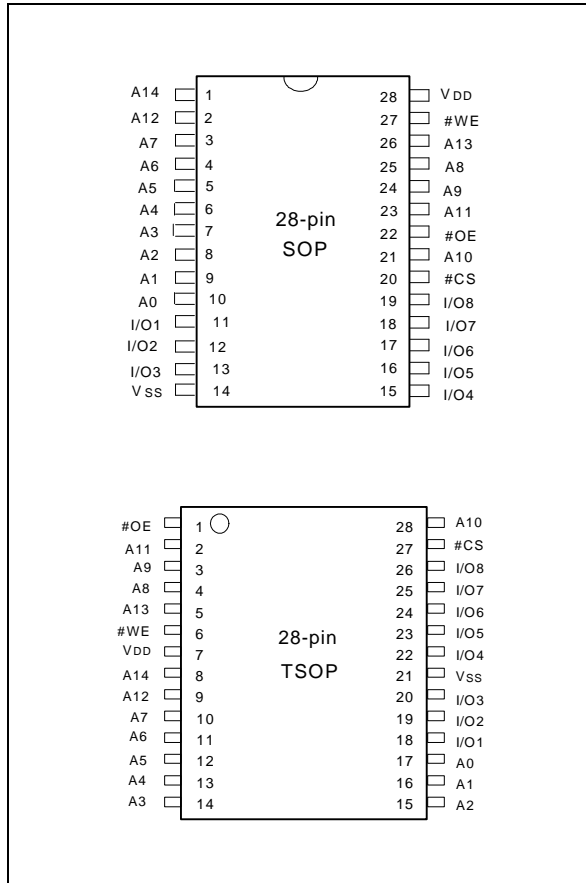 A14 1 28 VDD
A12 2 27 #WE
A7 3 26 A13
A6 4 25 A8
A5 5 24 A9
A4 6 23 A11
A3 7 22 #OE
A2 8 21 A10
A1 9 20 #CS
A0 10 19 I/O8
I/O1 11 18 I/O7
I/O2 12 17 I/O6
I/O3 13 16 I/O5
VSS 14 15 I/O4
28-pin
SOP
#OE 1 28 A10
A11 2 27 #CS
A9 3 26 I/O8
A8 4 25 I/O7
A13 5 24 I/O6
#WE 6 23 I/O5
VDD 7 22 I/O4
A14 8 21 VSS
A12 9 20 I/O3
A7 10 19 I/O2
A6 11 18 I/O1
A5 12 17 A0
A4 13 16 A1
A3 14 15 A2
28-pin
TSOP